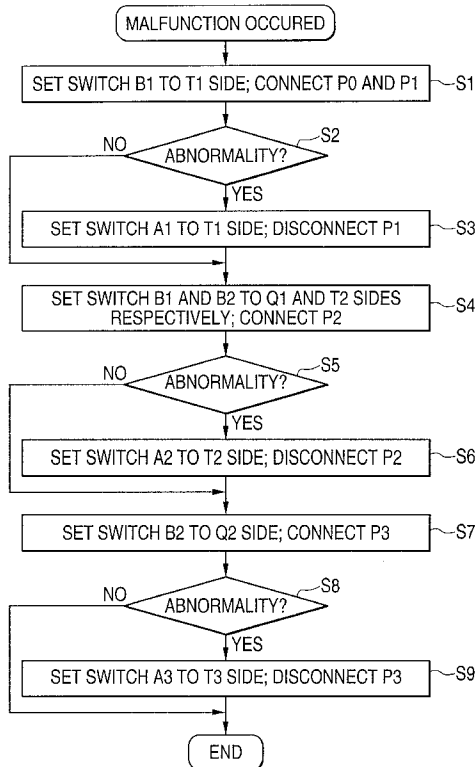 MALFUNCTION OCCURED
SET SWITCH B1 TO T1 SIDE; CONNECT P0 AND P1
S1
ABNORMALITY?
S2
NO
YES
SET SWITCH A1 TO T1 SIDE; DISCONNECT P1
S3
SET SWITCH B1 AND B2 TO Q1 AND T2 SIDES
RESPECTIVELY; CONNECT P2
S4
ABNORMALITY?
S5
NO
YES
SET SWITCH A2 TO T2 SIDE; DISCONNECT P2
S6
SET SWITCH B2 TO Q2 SIDE; CONNECT P3
S7
ABNORMALITY?
S8
NO
YES
SET SWITCH A3 TO T3 SIDE; DISCONNECT P3
S9
END